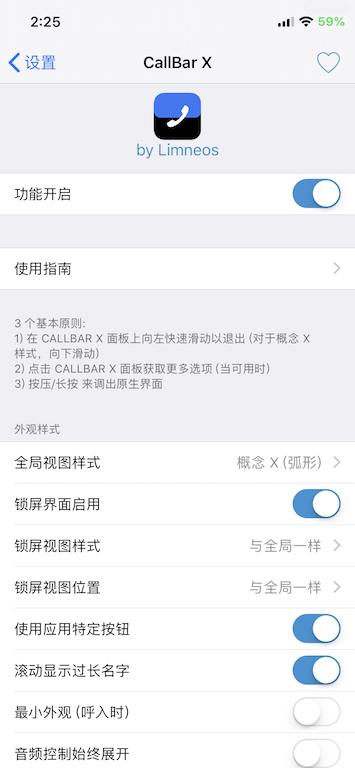 2:25
59%
设置
CallBar X
by Limneos
功能开启
使用指南
3 个基本原则:
1) 在 CALLBAR X 面板上向左快速滑动以退出 (对于概念 X
样式，向下滑动)
2) 点击 CALLBAR X 面板获取更多选项 (当可用时)
3) 按压/长按 来调出原生界面
外观样式
全局视图样式 概念 X (弧形)
锁屏界面启用
锁屏视图样式 与全局一样
锁屏视图位置 与全局一样
使用应用特定按钮
滚动显示过长名字
最小外观 (呼入时)
音频控制始终展开